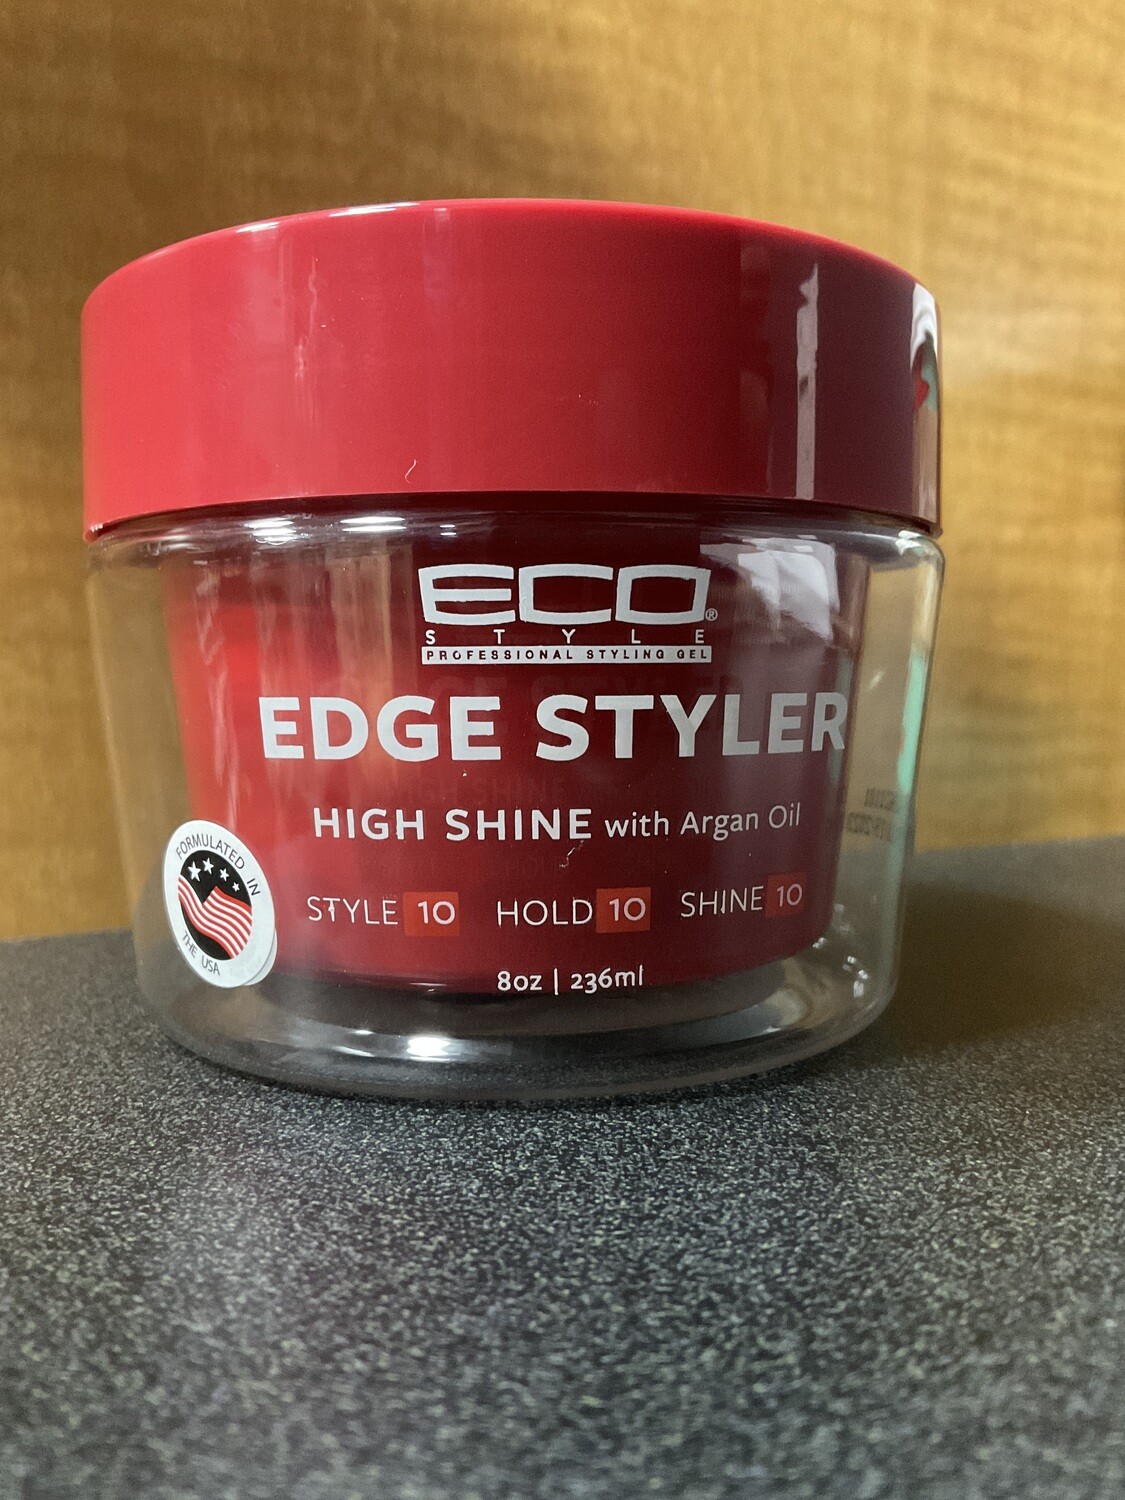 ECO®
STYLE
PROFESSIONAL STYLING GEL
EDGE STYLER
HIGH SHINE with Argan Oil
STYLE 10 HOLD 10 SHINE 10
8oz | 236ml
FORMULATED IN
THE USA